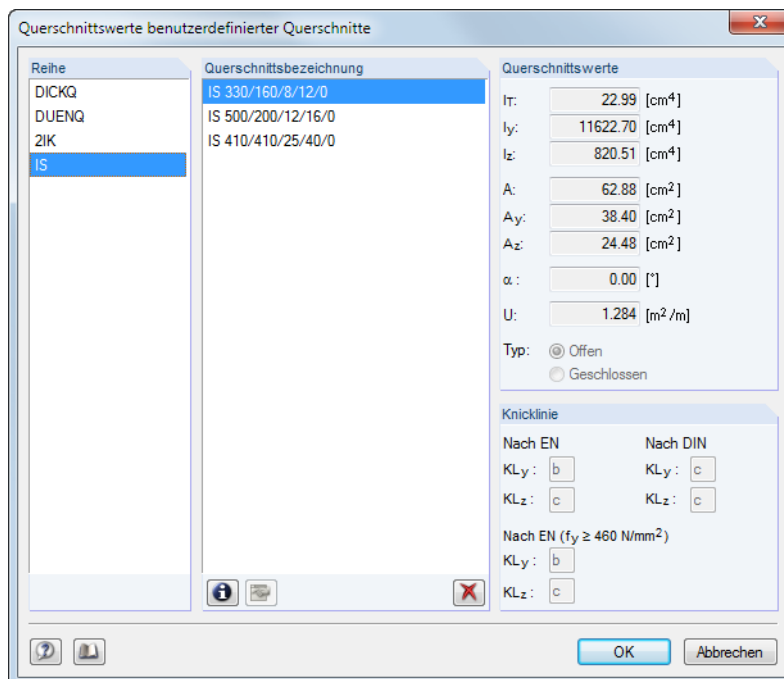 Querschnittswerte benutzerdefinierter Querschnitte
Reihe
DICKQ
DUENQ
2IK
IS
Querschnittsbezeichnung
IS 330/160/8/12/0
IS 500/200/12/16/0
IS 410/410/25/40/0
Querschnittswerte
IT: 22.99 [cm⁴]
Iy: 11622.70 [cm⁴]
Iz: 820.51 [cm⁴]
A: 62.88 [cm²]
Ay: 38.40 [cm²]
Az: 24.48 [cm²]
α : 0.00 [°]
U: 1.284 [m²/m]
Typ: Offen
Geschlossen
Knicklinie
Nach EN Nach DIN
KLy : b KLy : c
KLz : c KLz : c
Nach EN (fy ≥ 460 N/mm²)
KLy : b
KLz : c
OK Abbrechen